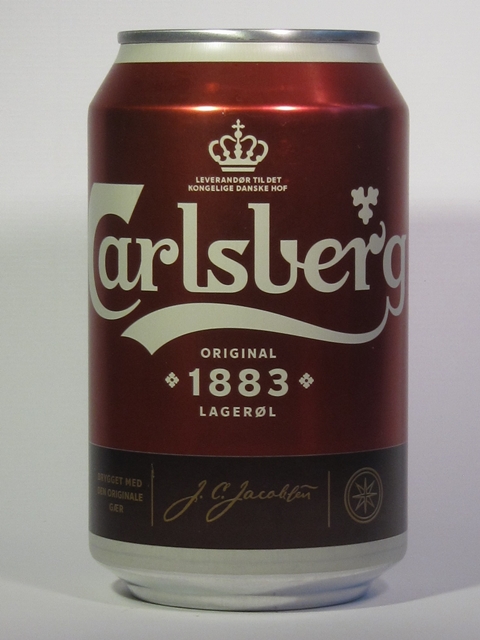 LEVERANDØR TIL DET
KONGELIGE DANSKE HOF
Carlsberg
ORIGINAL
1883
LAGERØL
BRYGGET MED
DEN ORIGINALE
GÆR
J. C. Jacobsen